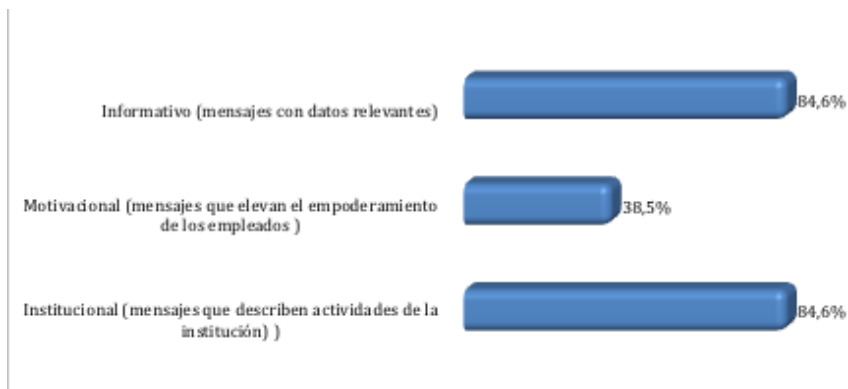 84,6%
Informativo (mensajes con datos relevantes)
Motivacional (mensajes que elevan el empoderamiento
de los empleados )
38,5%
Institucional (mensajes que describen actividades de la
institución) )
84,6%